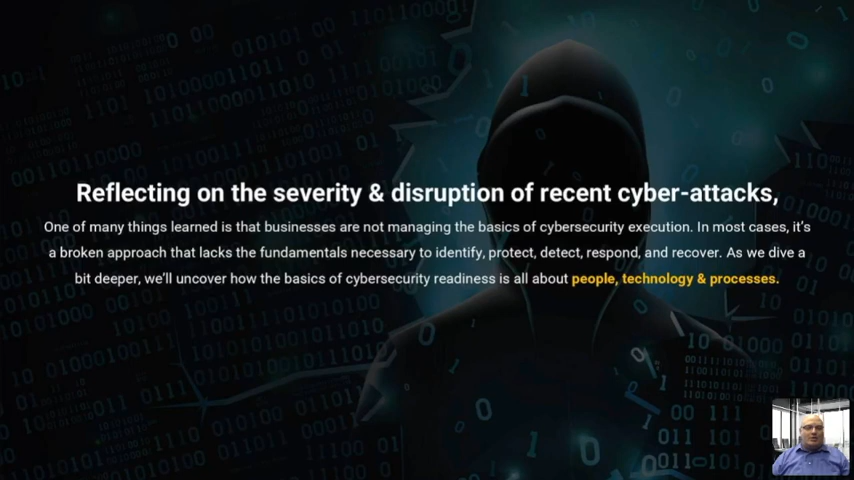 Reflecting on the severity & disruption of recent cyber-attacks,
One of many things learned is that businesses are not managing the basics of cybersecurity execution. In most cases, it's
a broken approach that lacks the fundamentals necessary to identify, protect, detect, respond, and recover. As we dive a
bit deeper, we'll uncover how the basics of cybersecurity readiness is all about people, technology & processes.